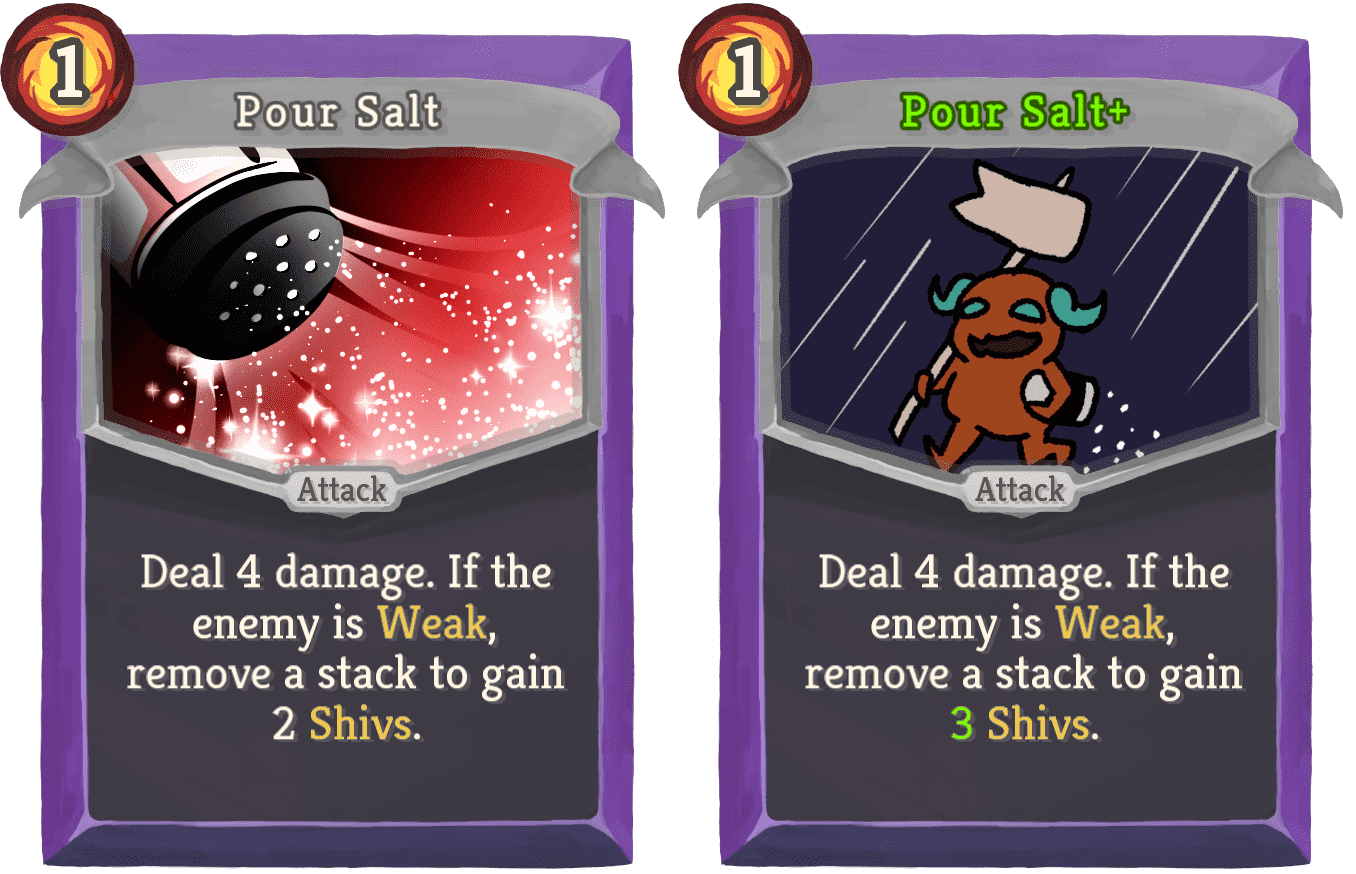 1
Pour Salt
Attack
Deal 4 damage. If the
enemy is Weak,
remove a stack to gain
2 Shivs.
1
Pour Salt+
Attack
Deal 4 damage. If the
enemy is Weak,
remove a stack to gain
3 Shivs.